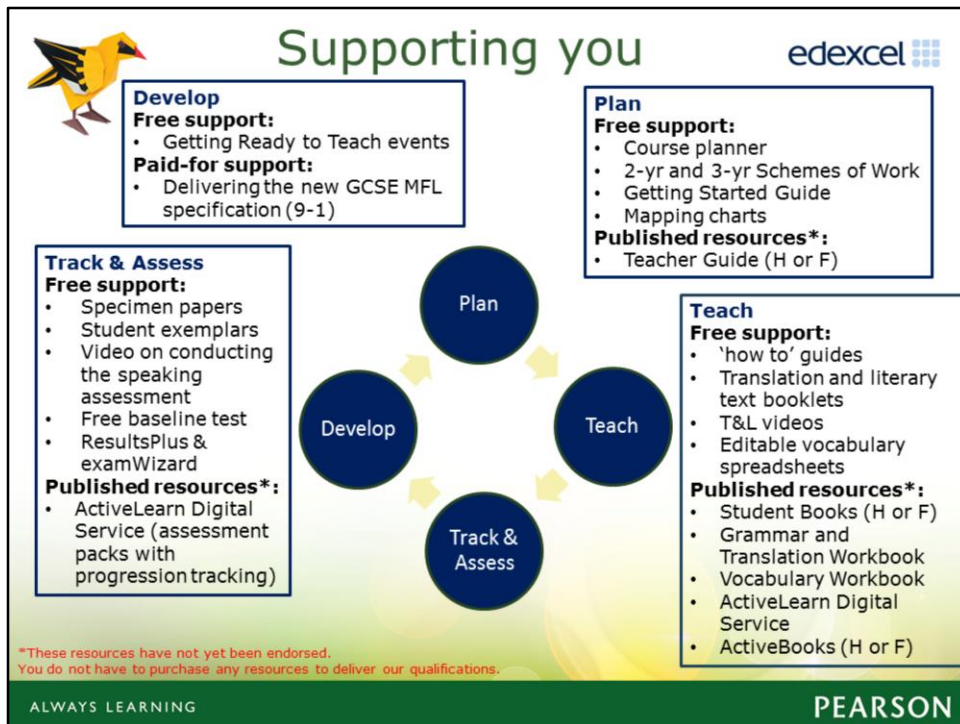 Supporting you
edexcel
Develop
Free support:
• Getting Ready to Teach events
Paid-for support:
• Delivering the new GCSE MFL
specification (9-1)
Plan
Free support:
• Course planner
• 2-yr and 3-yr Schemes of Work
• Getting Started Guide
• Mapping charts
Published resources*:
• Teacher Guide (H or F)
Track & Assess
Free support:
• Specimen papers
• Student exemplars
• Video on conducting
the speaking
assessment
• Free baseline test
• ResultsPlus &
examWizard
Published resources*:
• ActiveLearn Digital
Service (assessment
packs with
progression tracking)
Plan
Develop
Teach
Track &
Assess
Teach
Free support:
• ‘how to’ guides
• Translation and literary
text booklets
• T&L videos
• Editable vocabulary
spreadsheets
Published resources*:
• Student Books (H or F)
• Grammar and
Translation Workbook
• Vocabulary Workbook
• ActiveLearn Digital
Service
• ActiveBooks (H or F)
*These resources have not yet been endorsed.
You do not have to purchase any resources to deliver our qualifications.
ALWAYS LEARNING
PEARSON